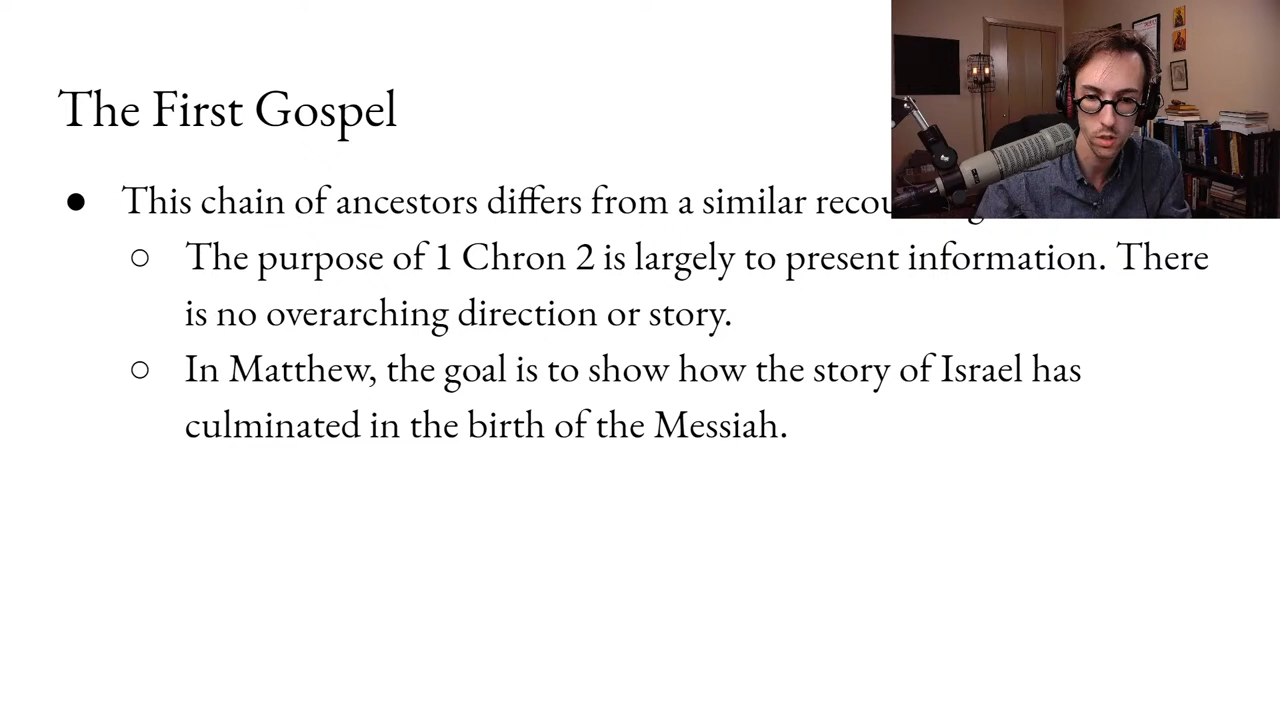 The First Gospel
● This chain of ancestors differs from a similar
○ The purpose of 1 Chron 2 is largely to present information. There
is no overarching direction or story.
○ In Matthew, the goal is to show how the story of Israel has
culminated in the birth of the Messiah.